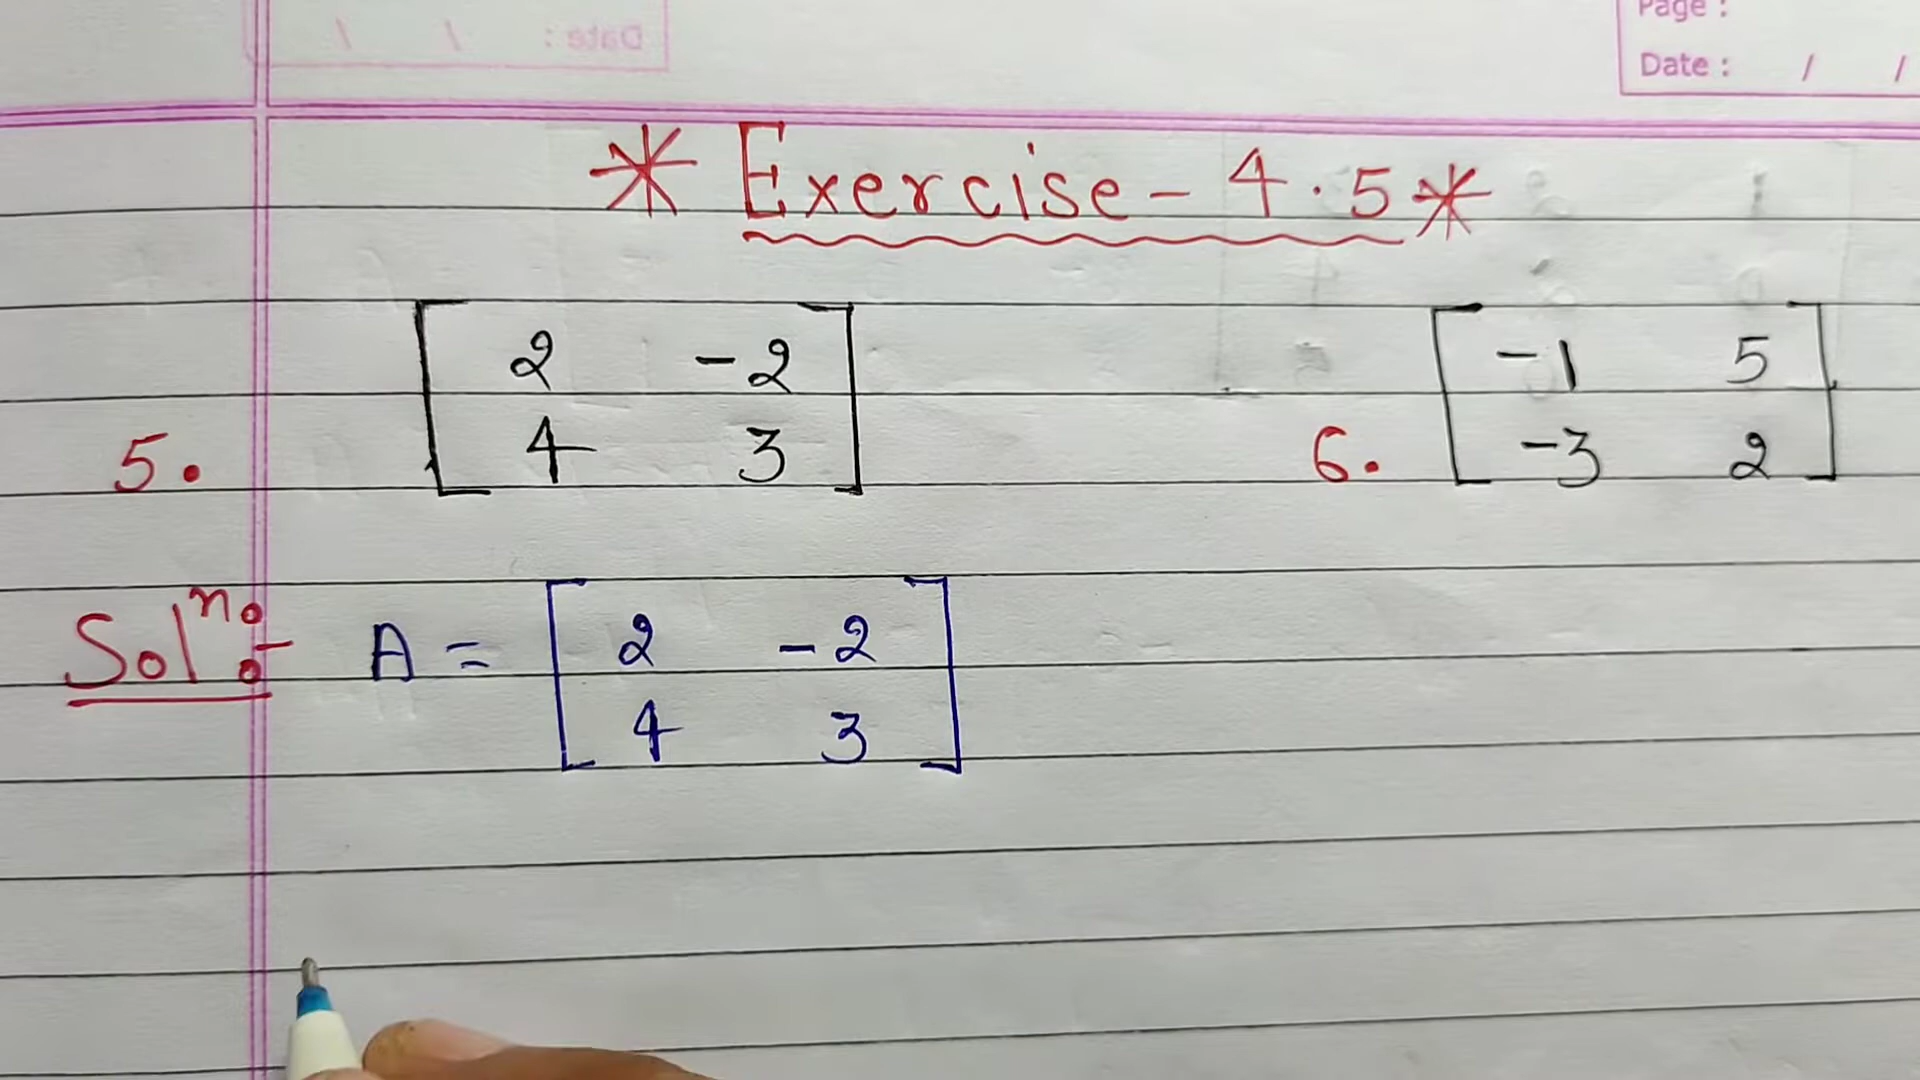 Page :
Date : / /
Date : / /
* Exercise - 4.5 *
5. [ 2 -2
4 3 ]
6. [ -1 5
-3 2 ]
Solⁿ:- A = [ 2 -2
4 3 ]